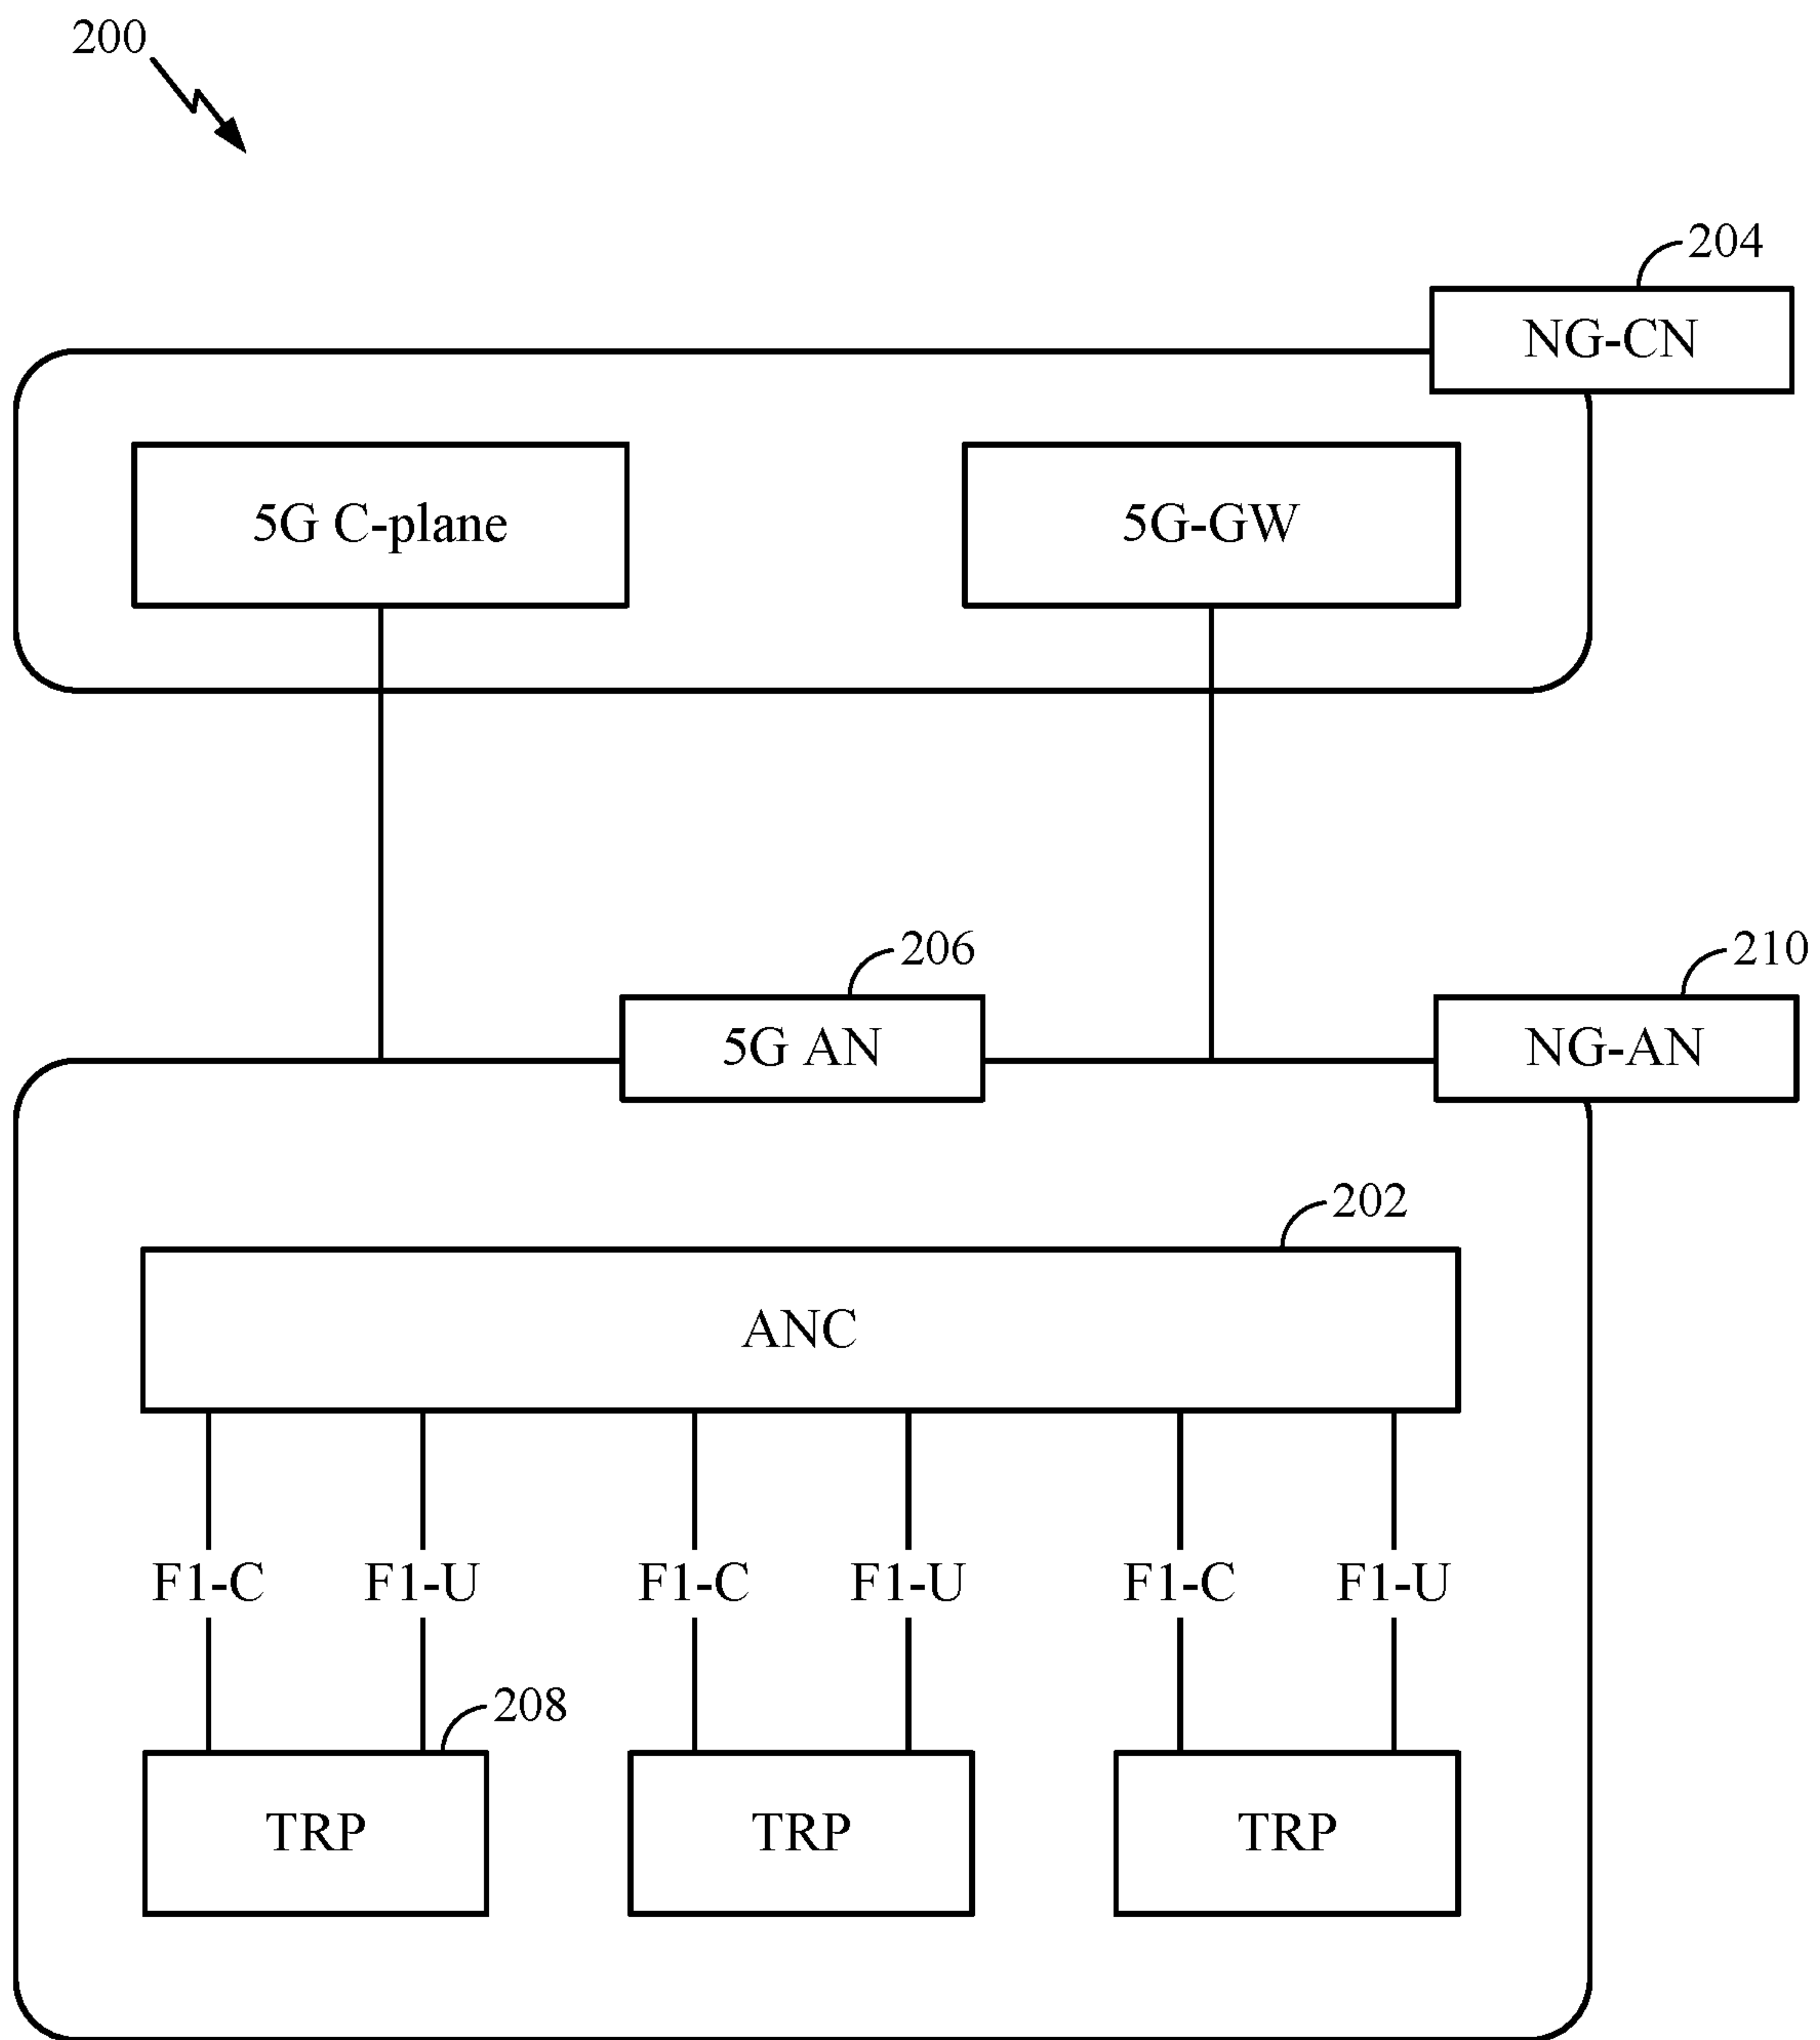 200
204
NG-CN
5G C-plane
5G-GW
206
210
5G AN
NG-AN
202
ANC
F1-C
F1-U
F1-C
F1-U
F1-C
F1-U
208
TRP
TRP
TRP